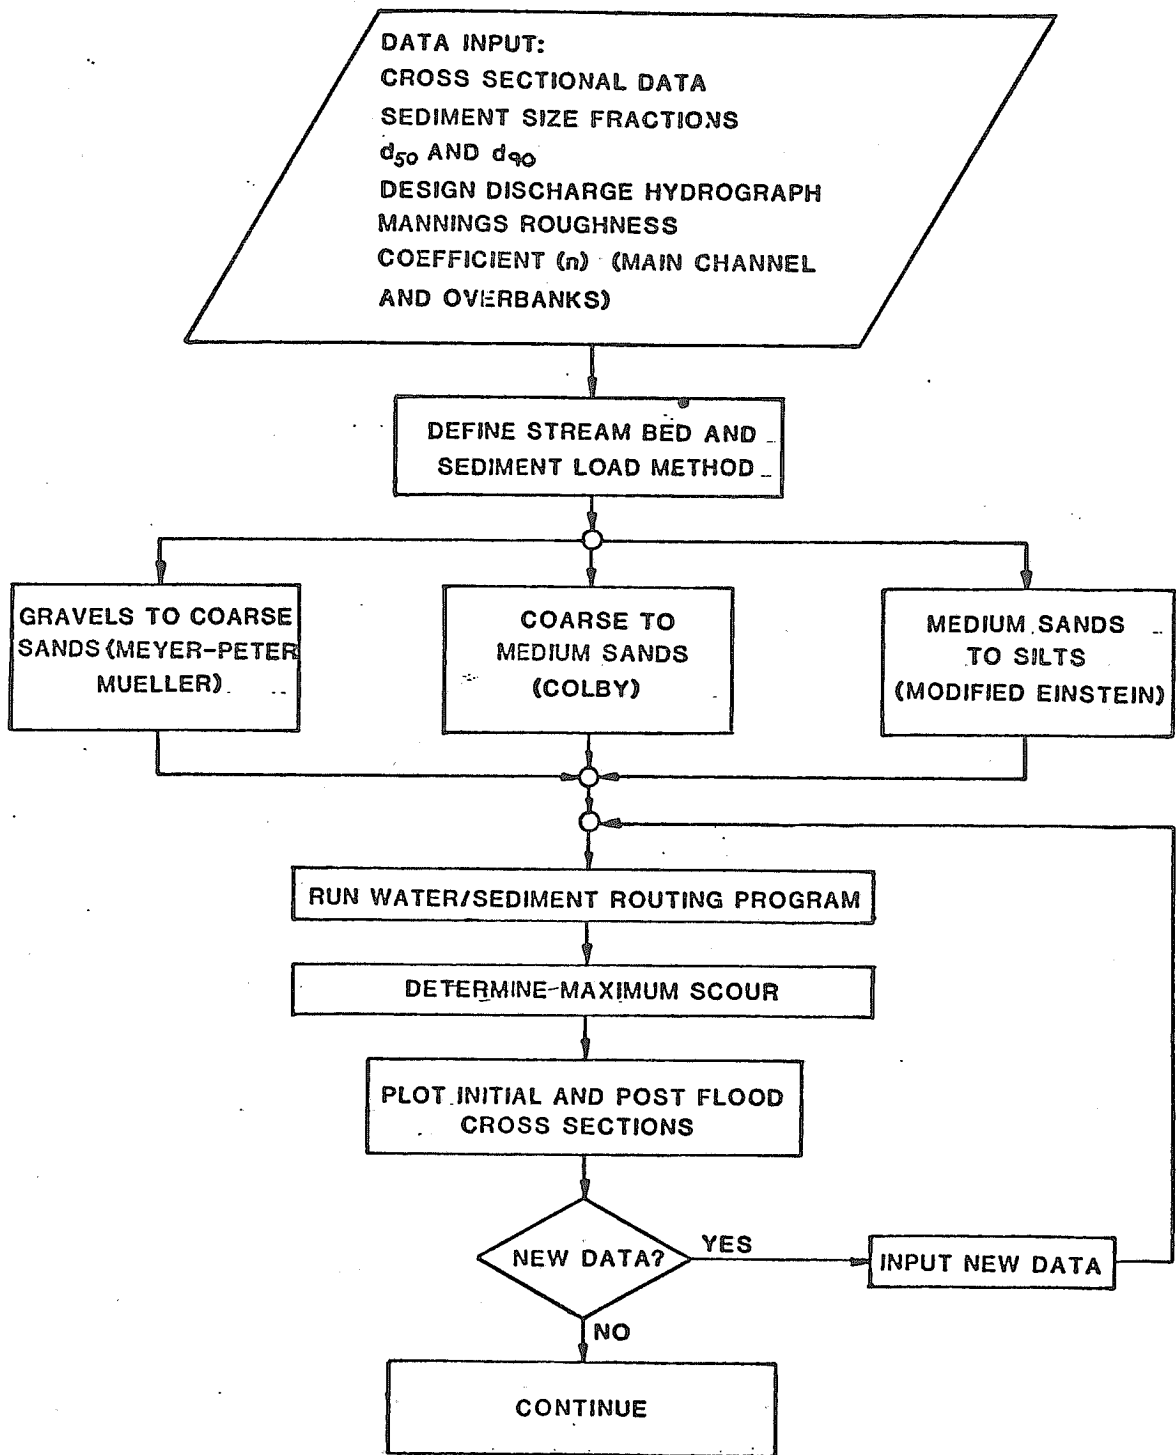 DATA INPUT:
CROSS SECTIONAL DATA
SEDIMENT SIZE FRACTIONS
d50 AND d90
DESIGN DISCHARGE HYDROGRAPH
MANNINGS ROUGHNESS
COEFFICIENT (n) (MAIN CHANNEL
AND OVERBANKS)
DEFINE STREAM BED AND
SEDIMENT LOAD METHOD
GRAVELS TO COARSE
SANDS (MEYER-PETER
MUELLER)
COARSE TO
MEDIUM SANDS
(COLBY)
MEDIUM SANDS
TO SILTS
(MODIFIED EINSTEIN)
RUN WATER/SEDIMENT ROUTING PROGRAM
DETERMINE MAXIMUM SCOUR
PLOT INITIAL AND POST FLOOD
CROSS SECTIONS
NEW DATA?
YES
INPUT NEW DATA
NO
CONTINUE